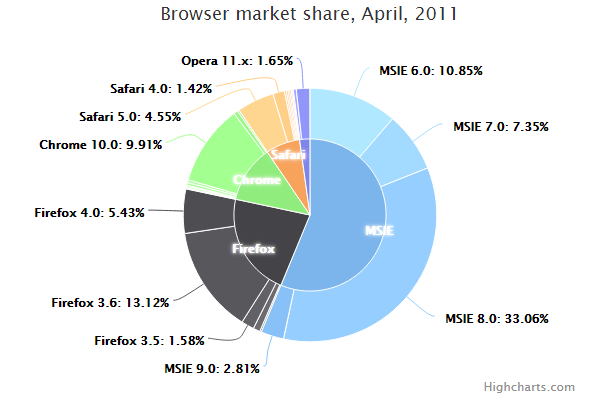 Browser market share, April, 2011
Opera 11.x: 1.65%
MSIE 6.0: 10.85%
Safari 4.0: 1.42%
Safari 5.0: 4.55%
MSIE 7.0: 7.35%
Chrome 10.0: 9.91%
Safari
Chrome
Firefox 4.0: 5.43%
MSIE
Firefox
Firefox 3.6: 13.12%
MSIE 8.0: 33.06%
Firefox 3.5: 1.58%
MSIE 9.0: 2.81%
Highcharts.com